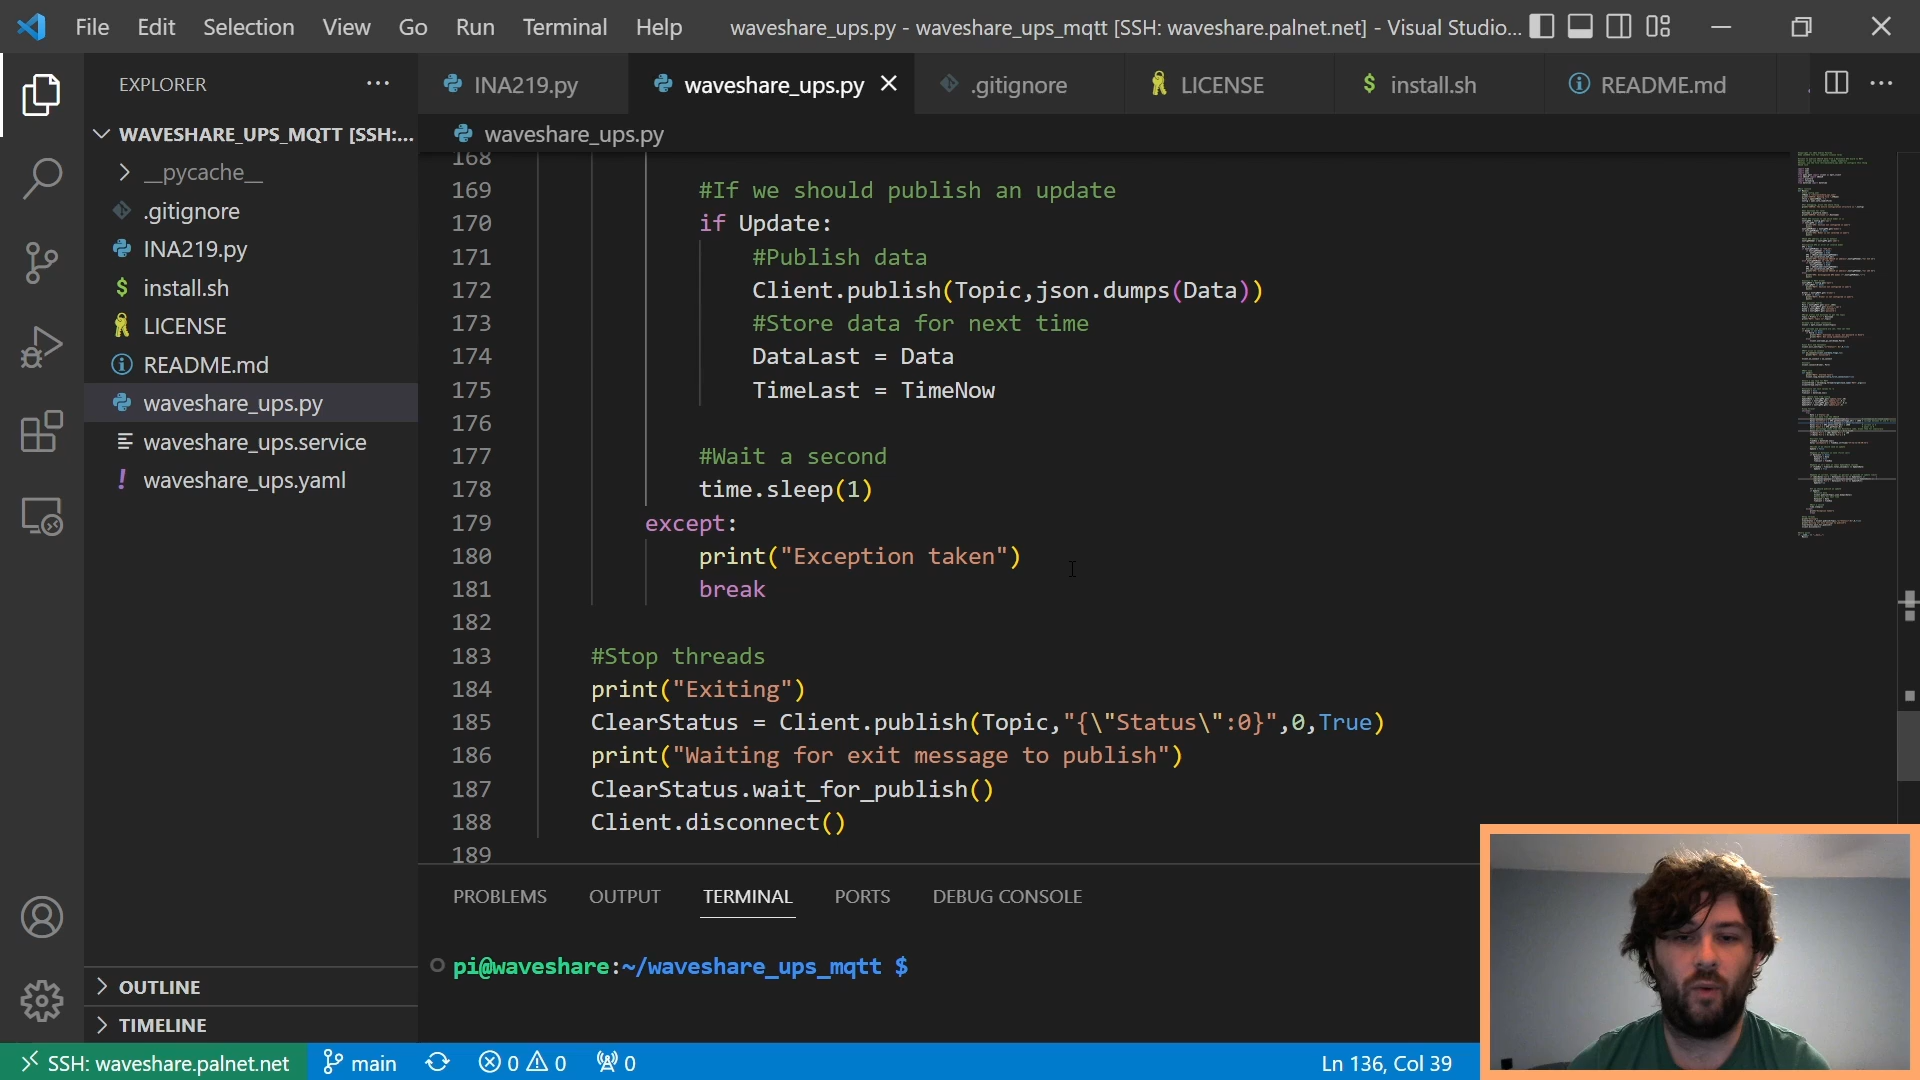 File Edit Selection View Go Run Terminal Help waveshare_ups.py - waveshare_ups_mqtt [SSH: waveshare.palnet.net] - Visual Studio...
EXPLORER
INA219.py waveshare_ups.py .gitignore LICENSE install.sh README.md
WAVESHARE_UPS_MQTT [SSH:...
waveshare_ups.py
__pycache__
.gitignore
INA219.py
install.sh
LICENSE
README.md
waveshare_ups.py
waveshare_ups.service
waveshare_ups.yaml
168
169 #If we should publish an update
170 if Update:
171 #Publish data
172 Client.publish(Topic,json.dumps(Data))
173 #Store data for next time
174 DataLast = Data
175 TimeLast = TimeNow
176
177 #Wait a second
178 time.sleep(1)
179 except:
180 print("Exception taken")
181 break
182
183 #Stop threads
184 print("Exiting")
185 ClearStatus = Client.publish(Topic,"{\"Status\":0}",0,True)
186 print("Waiting for exit message to publish")
187 ClearStatus.wait_for_publish()
188 Client.disconnect()
189
PROBLEMS OUTPUT TERMINAL PORTS DEBUG CONSOLE
pi@waveshare:~/waveshare_ups_mqtt $
OUTLINE
TIMELINE
SSH: waveshare.palnet.net main 0 0 0 Ln 136, Col 39